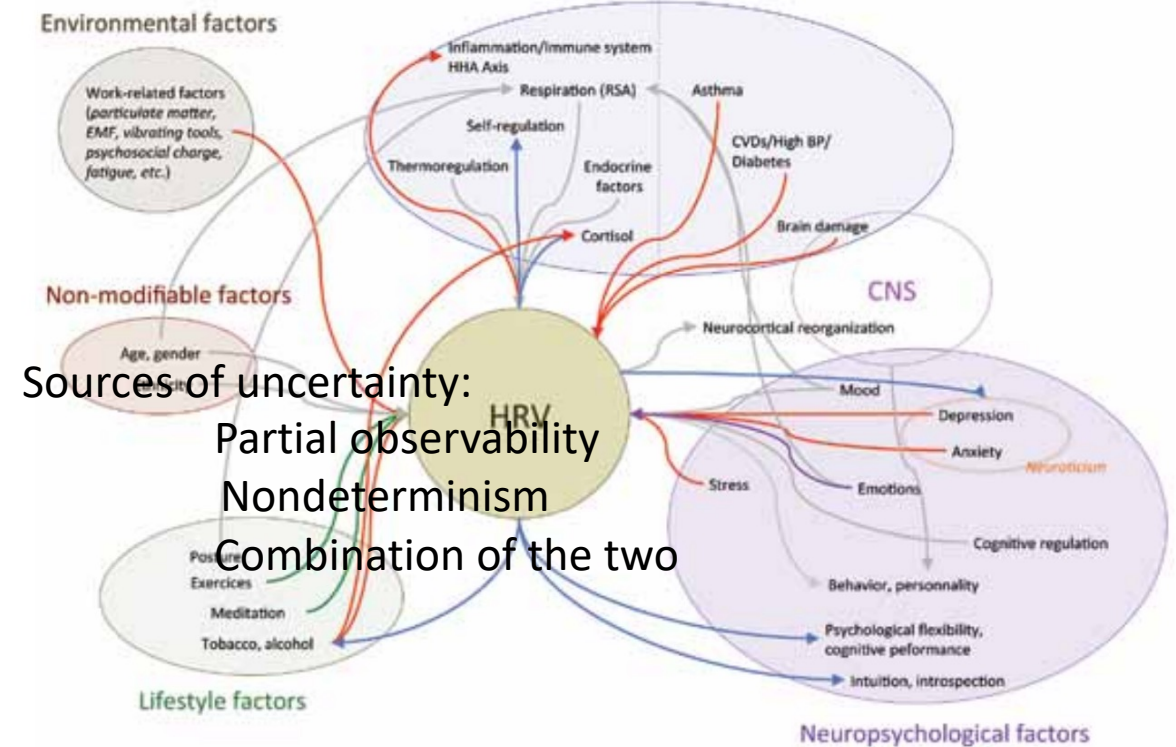 Environmental factors
Work-related factors
(particulate matter,
EMF, vibrating tools,
psychosocial charge,
fatigue, etc.)
Inflammation/Immune system
HHA Axis
Respiration (RSA)
Asthma
Self-regulation
CVDs/High BP/
Diabetes
Thermoregulation
Endocrine
factors
Cortisol
Brain damage
CNS
Non-modifiable factors
Age, gender
Neurocortical reorganization
HRV
Mood
Depression
Anxiety
Neuroticium
Stress
Emotions
Cognitive regulation
Behavior, personnality
Psychological flexibility,
cognitive peformance
Intuition, introspection
Neuropsychological factors
Sources of uncertainty:
Partial observability
Nondeterminism
Combination of the two
Posture
Exercices
Meditation
Tobacco, alcohol
Lifestyle factors